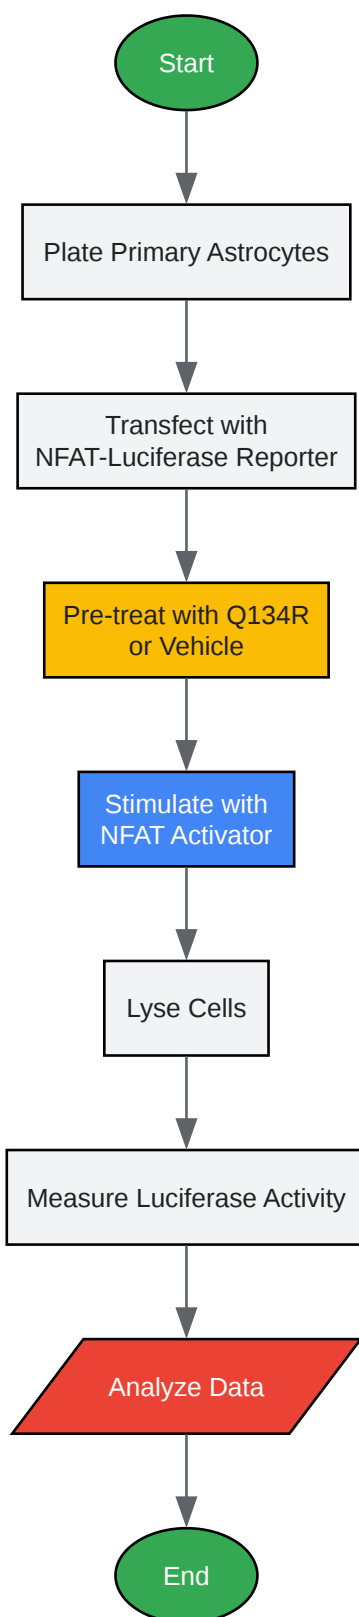 Start
Plate Primary Astrocytes
Transfect with
NFAT-Luciferase Reporter
Pre-treat with Q134R
or Vehicle
Stimulate with
NFAT Activator
Lyse Cells
Measure Luciferase Activity
Analyze Data
End